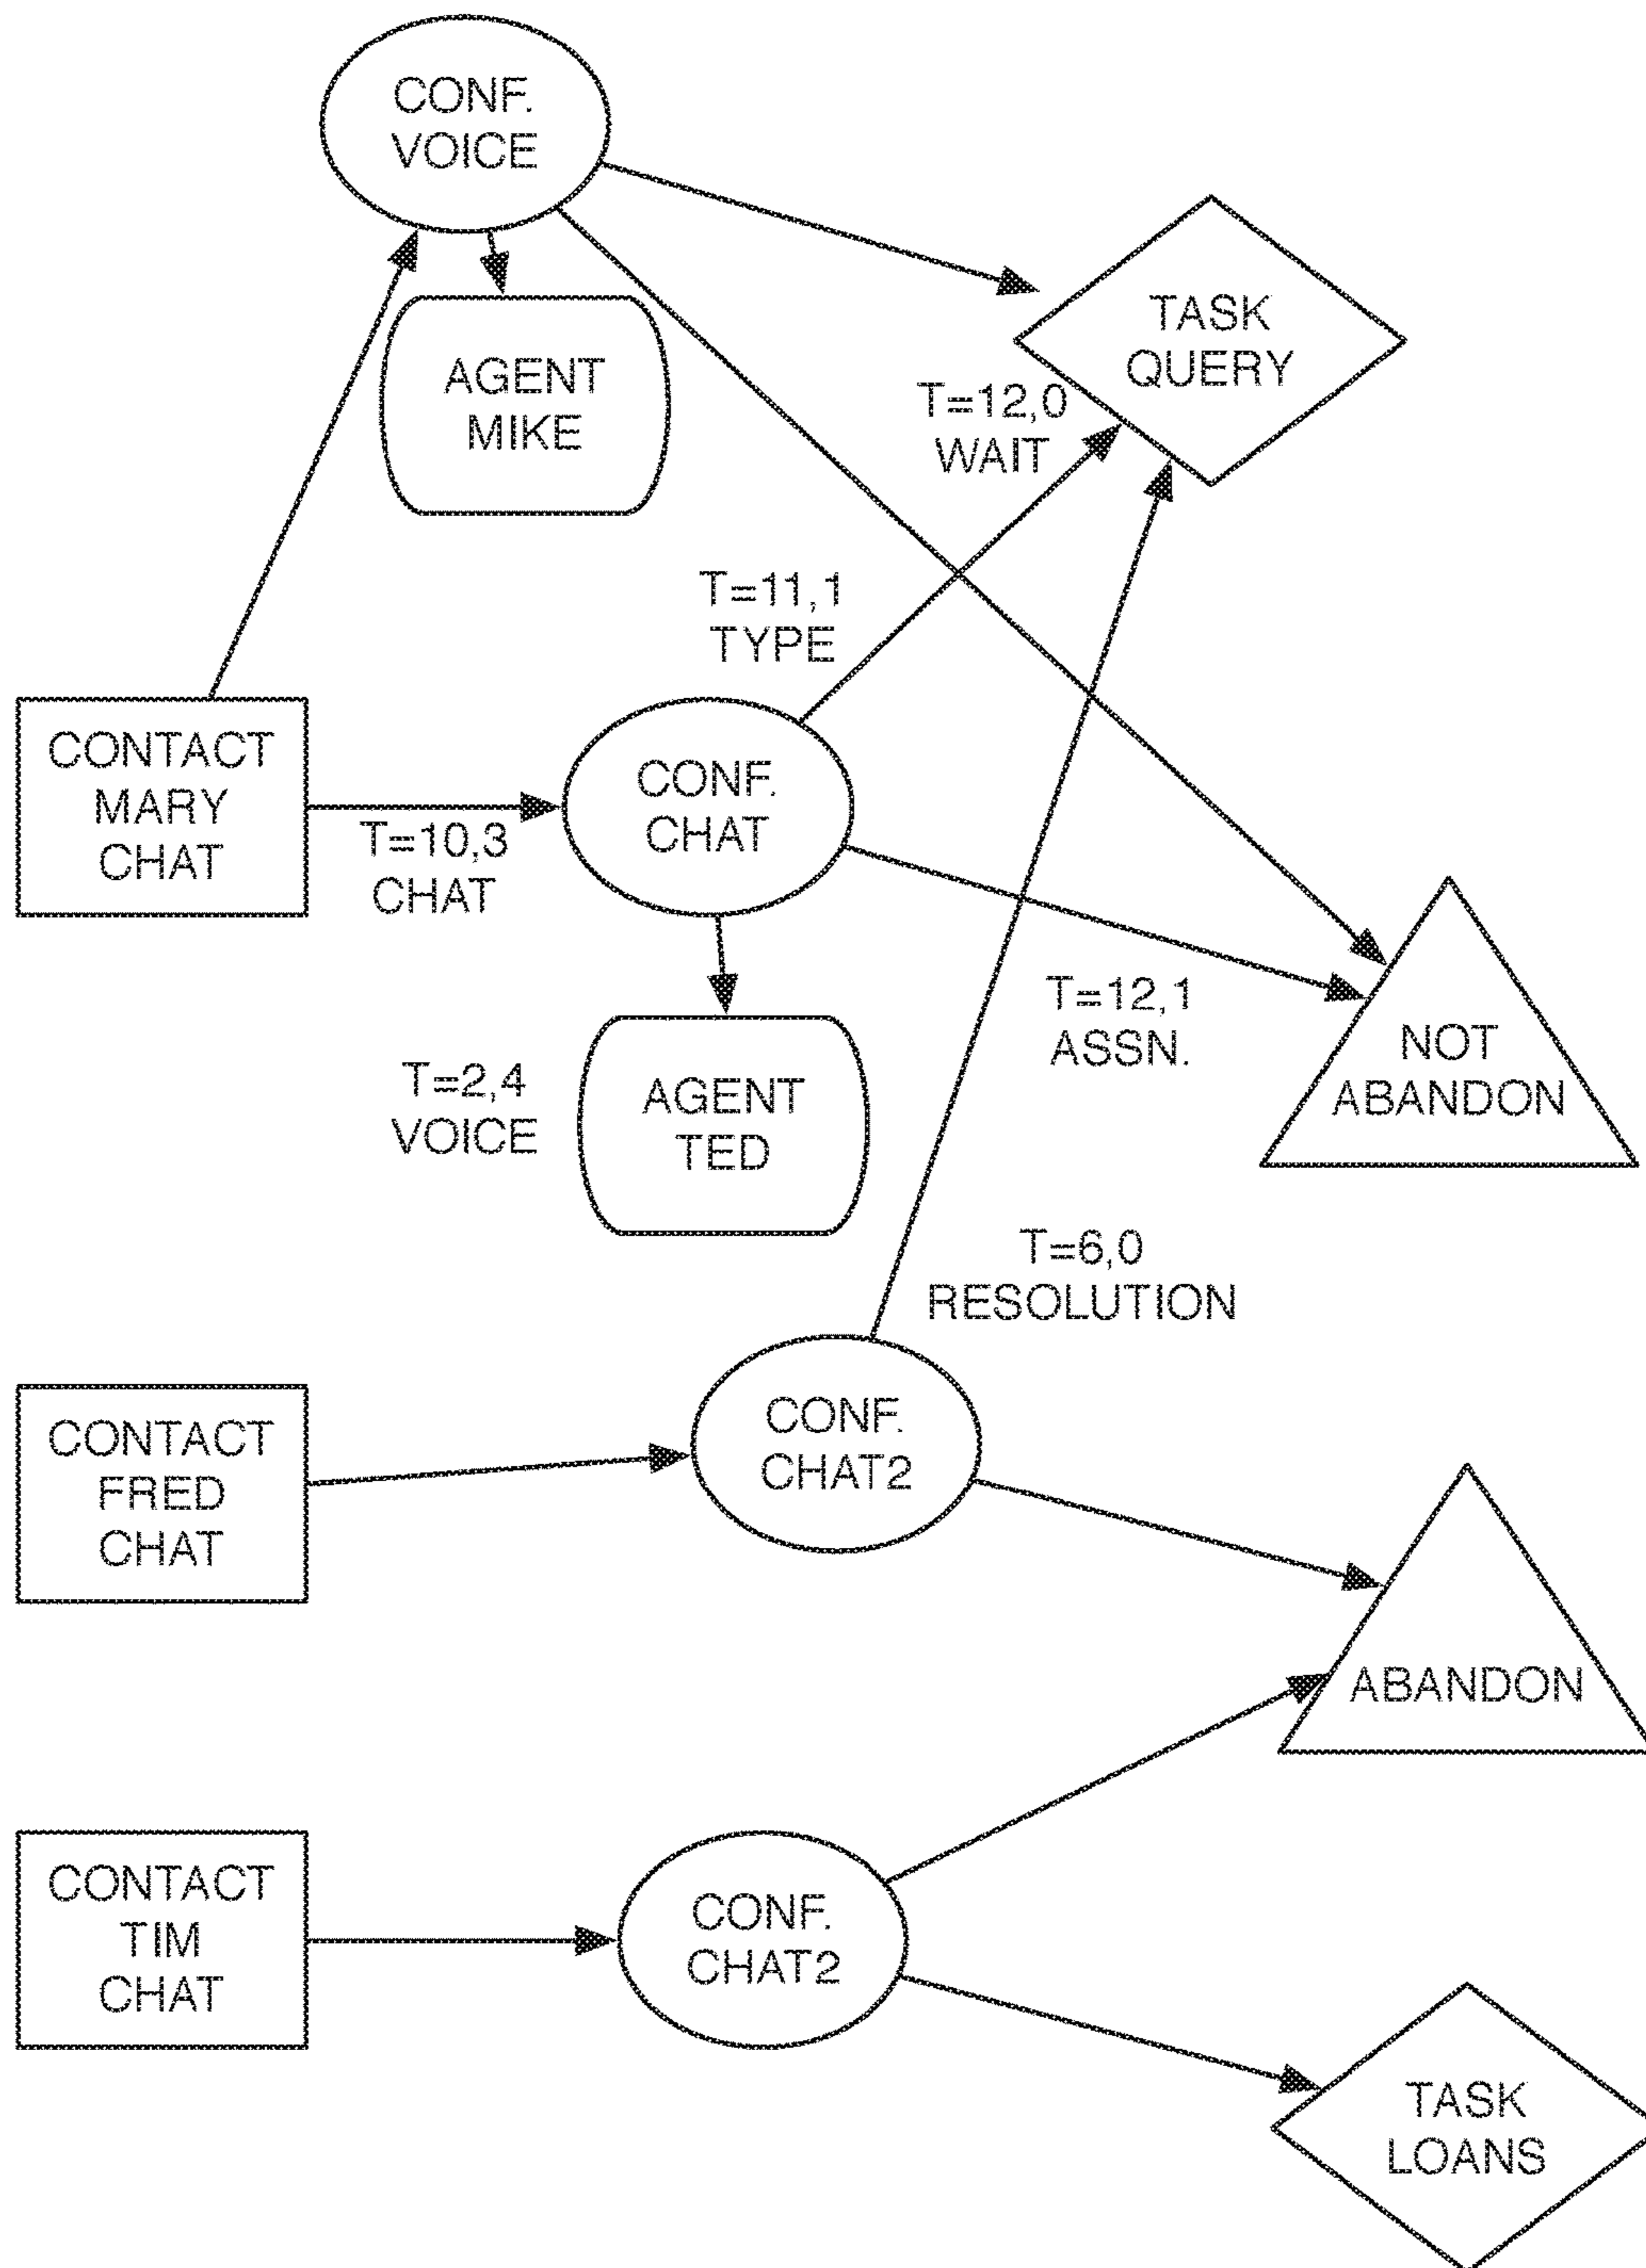 CONF.
VOICE
TASK
QUERY
AGENT
MIKE
T=12,0
WAIT
T=11,1
TYPE
CONTACT
MARY
CHAT
T=10,3
CHAT
CONF.
CHAT
T=12,1
ASSN.
NOT
ABANDON
T=2,4
VOICE
AGENT
TED
T=6,0
RESOLUTION
CONTACT
FRED
CHAT
CONF.
CHAT2
ABANDON
CONTACT
TIM
CHAT
CONF.
CHAT2
TASK
LOANS